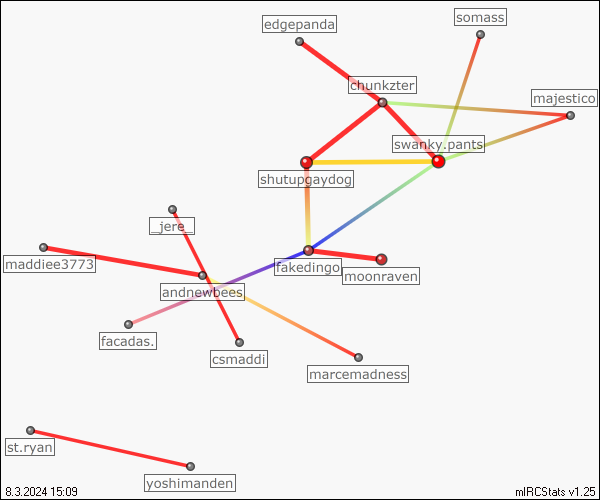 edgepanda
somass
chunkzter
majestico
swanky.pants
shutupgaydog
_jere_
maddiee3773
fakedingo
moonraven
andnewbees
facadas.
csmaddi
marcemadness
st.ryan
yoshimanden
8.3.2024 15:09
mIRCStats v1.25